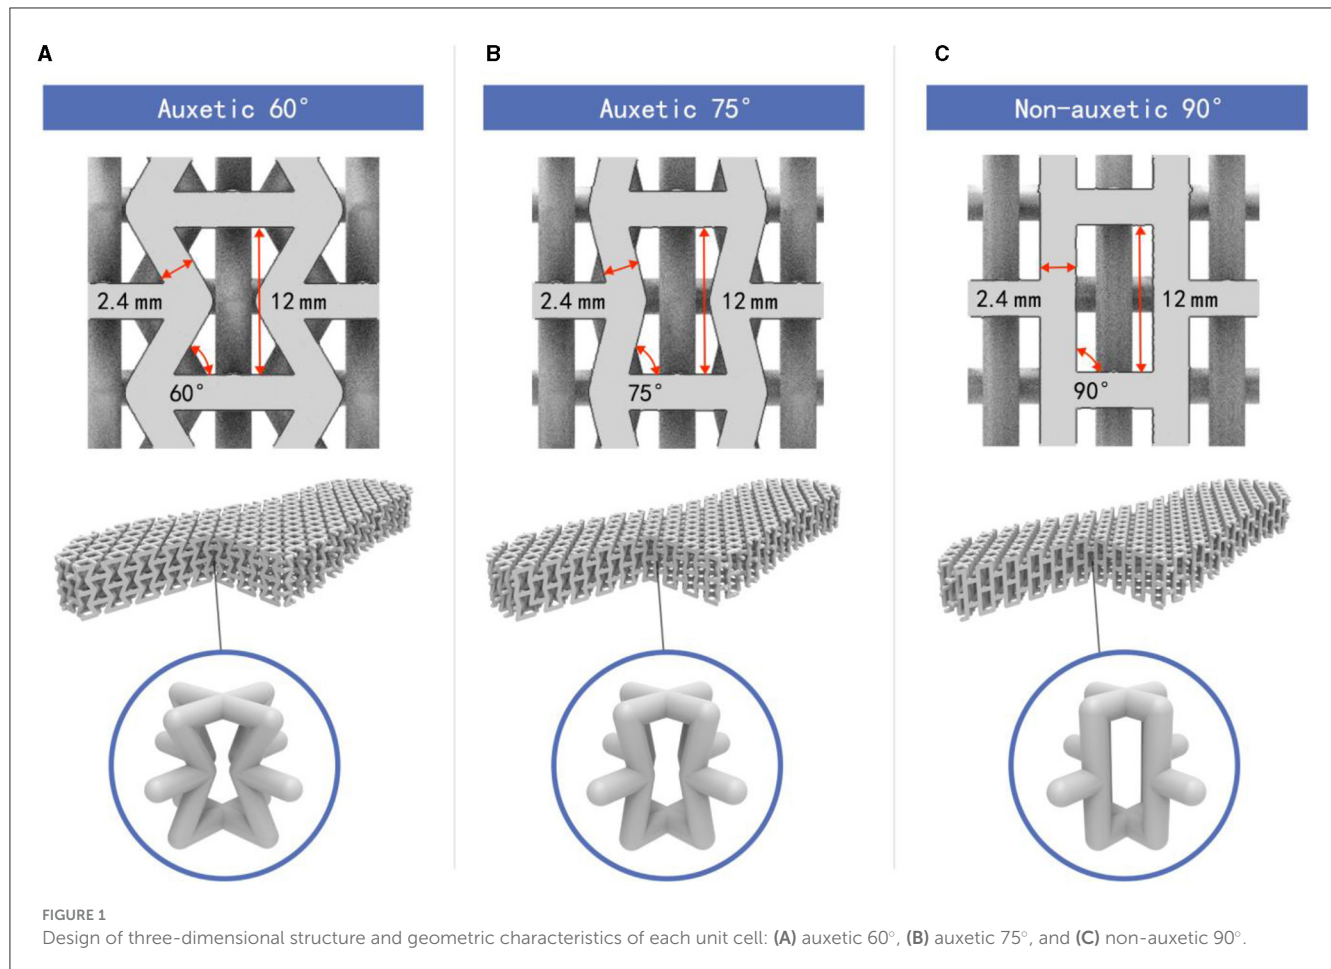 A
B
C
Auxetic 60°
Auxetic 75°
Non-auxetic 90°
2.4 mm
12 mm
60°
2.4 mm
12 mm
75°
2.4 mm
12 mm
90°
FIGURE 1
Design of three-dimensional structure and geometric characteristics of each unit cell: (A) auxetic 60°, (B) auxetic 75°, and (C) non-auxetic 90°.